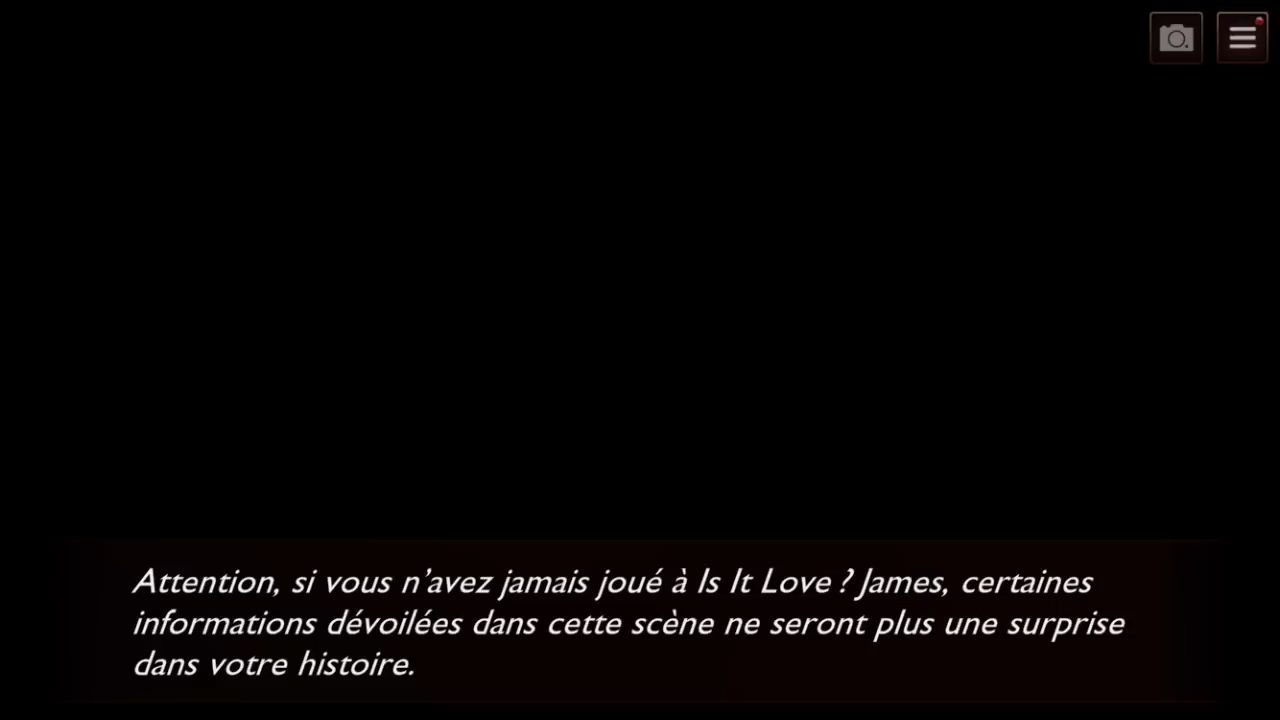 Attention, si vous n’avez jamais joué à Is It Love ? James, certaines
informations dévoilées dans cette scène ne seront plus une surprise
dans votre histoire.